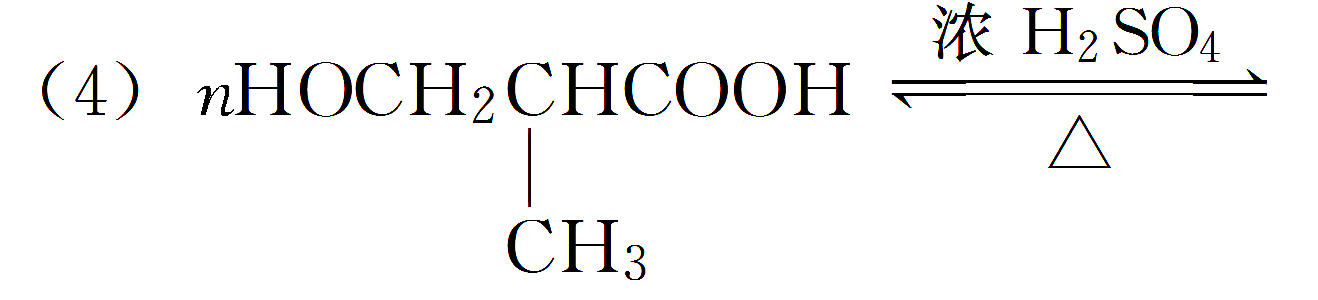 浓 H₂SO₄
(4) nHOCH₂CHCOOH ⇌
△
CH₃